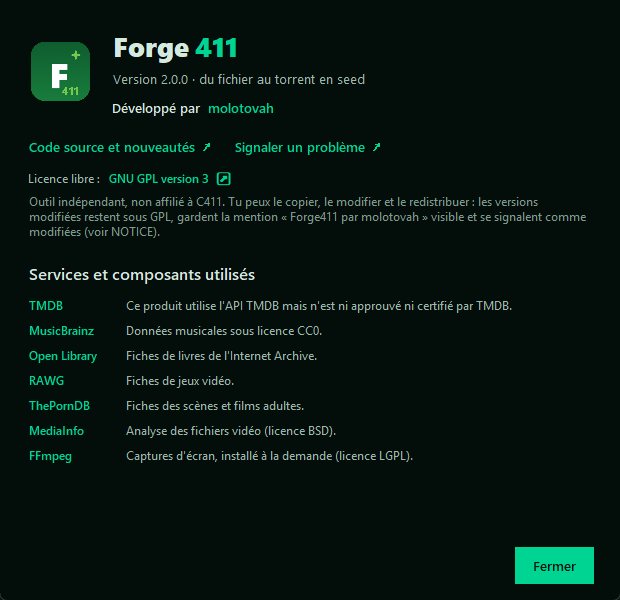 F
411
Forge 411
Version 2.0.0 · du fichier au torrent en seed
Développé par molotovah
Code source et nouveautés ↗ Signaler un problème ↗
Licence libre : GNU GPL version 3
Outil indépendant, non affilié à C411. Tu peux le copier, le modifier et le redistribuer : les versions
modifiées restent sous GPL, gardent la mention « Forge411 par molotovah » visible et se signalent comme
modifiées (voir NOTICE).
Services et composants utilisés
TMDB Ce produit utilise l'API TMDB mais n'est ni approuvé ni certifié par TMDB.
MusicBrainz Données musicales sous licence CC0.
Open Library Fiches de livres de l'Internet Archive.
RAWG Fiches de jeux vidéo.
ThePornDB Fiches des scènes et films adultes.
MediaInfo Analyse des fichiers vidéo (licence BSD).
FFmpeg Captures d'écran, installé à la demande (licence LGPL).
Fermer